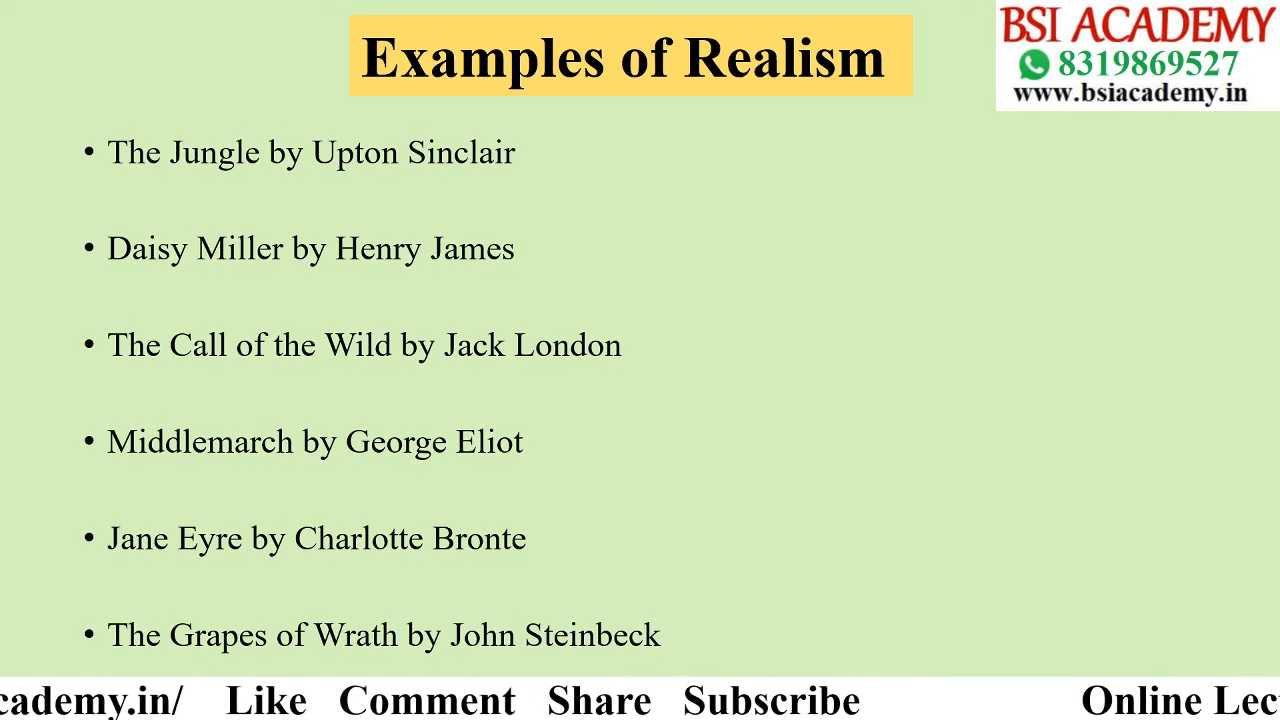 Examples of Realism
BSI ACADEMY
8319869527
www.bsiacademy.in
• The Jungle by Upton Sinclair
• Daisy Miller by Henry James
• The Call of the Wild by Jack London
• Middlemarch by George Eliot
• Jane Eyre by Charlotte Bronte
• The Grapes of Wrath by John Steinbeck
cademy.in/ Like Comment Share Subscribe Online Lec